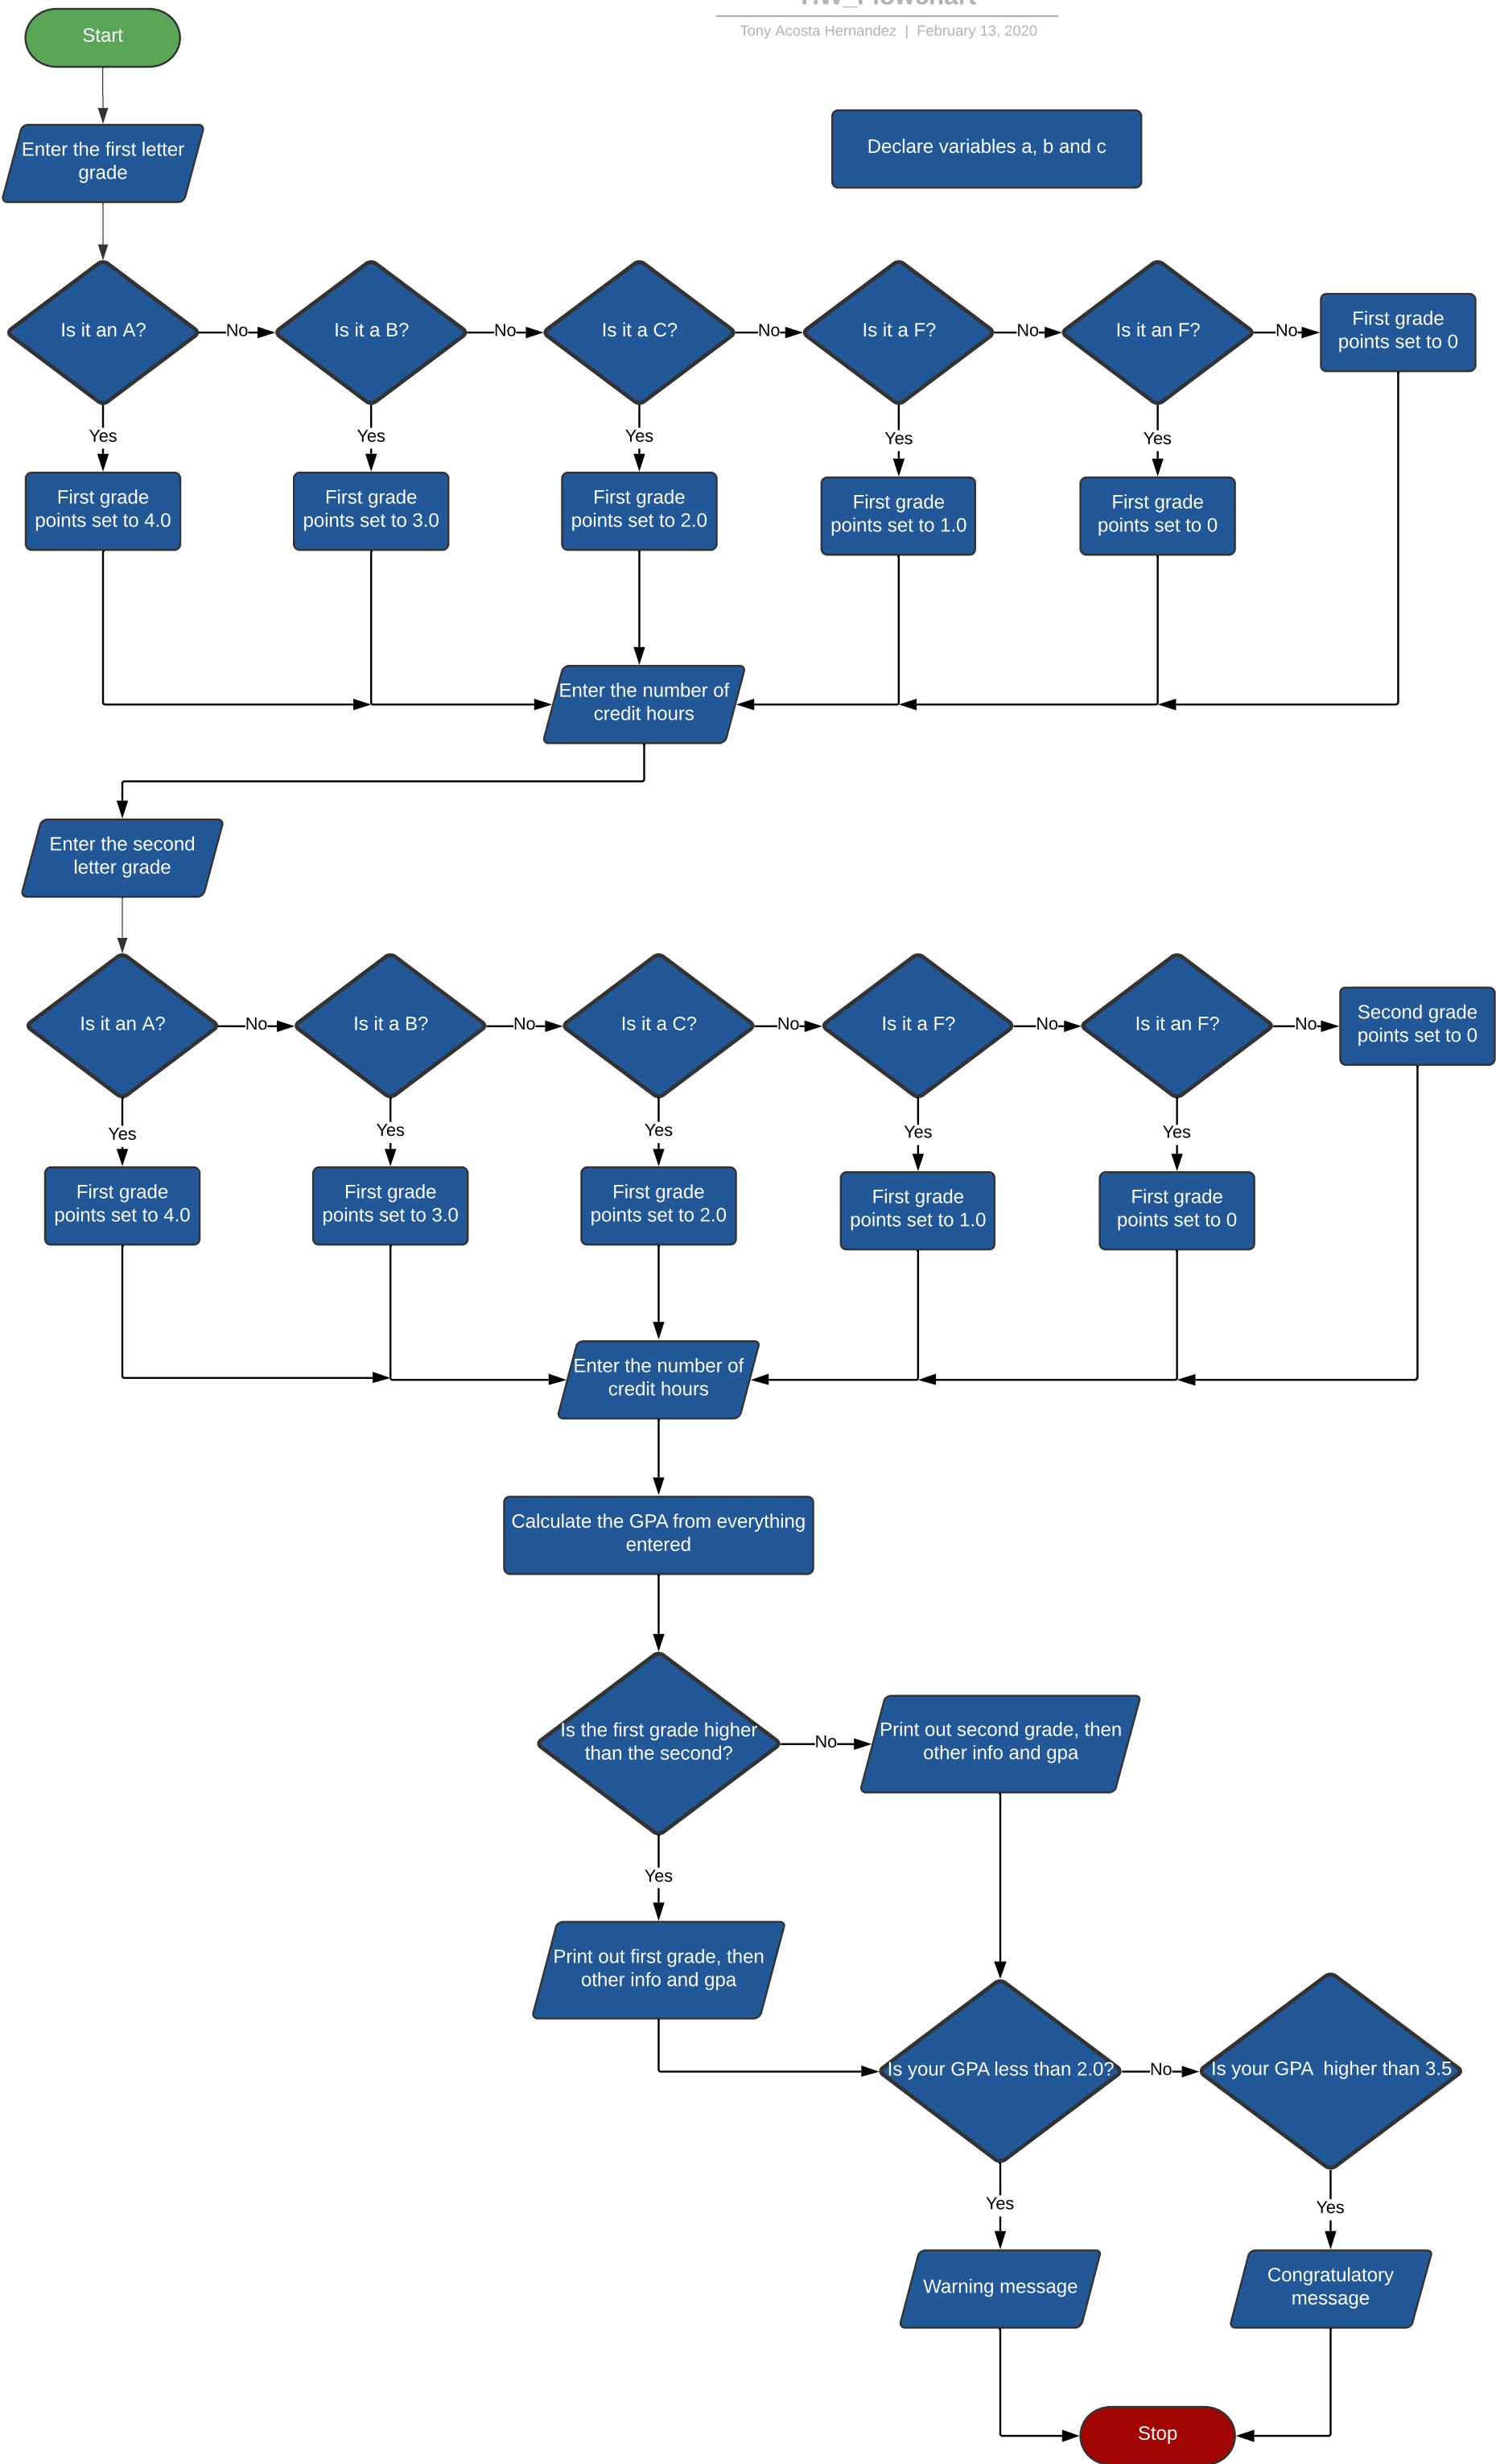 HW_Flowchart
Tony Acosta Hernandez | February 13, 2020
Start
Enter the first letter
grade
Declare variables a, b and c
Is it an A?
No
Is it a B?
No
Is it a C?
No
Is it a F?
No
Is it an F?
No
First grade
points set to 0
Yes
Yes
Yes
Yes
Yes
First grade
points set to 4.0
First grade
points set to 3.0
First grade
points set to 2.0
First grade
points set to 1.0
First grade
points set to 0
Enter the number of
credit hours
Enter the second
letter grade
Is it an A?
No
Is it a B?
No
Is it a C?
No
Is it a F?
No
Is it an F?
No
Second grade
points set to 0
Yes
Yes
Yes
Yes
Yes
First grade
points set to 4.0
First grade
points set to 3.0
First grade
points set to 2.0
First grade
points set to 1.0
First grade
points set to 0
Enter the number of
credit hours
Calculate the GPA from everything
entered
Is the first grade higher
than the second?
No
Print out second grade, then
other info and gpa
Yes
Print out first grade, then
other info and gpa
Is your GPA less than 2.0?
No
Is your GPA  higher than 3.5
Yes
Yes
Warning message
Congratulatory
message
Stop